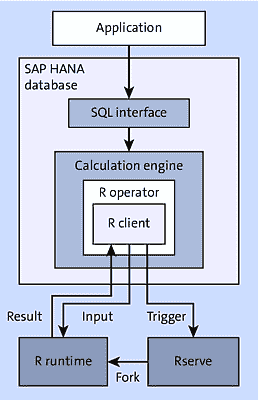 Application
SAP HANA
database
SQL interface
Calculation engine
R operator
R client
Result
Input
Trigger
R runtime
Fork
Rserve